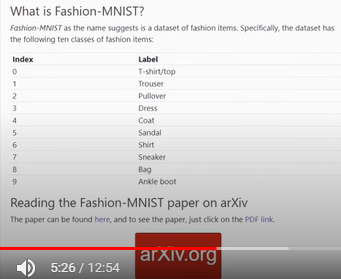 What is Fashion-MNIST?
Fashion-MNIST as the name suggests is a dataset of fashion items. Specifically, the dataset has
the following ten classes of fashion items:
Index Label
0 T-shirt/top
1 Trouser
2 Pullover
3 Dress
4 Coat
5 Sandal
6 Shirt
7 Sneaker
8 Bag
9 Ankle boot
Reading the Fashion-MNIST paper on arXiv
The paper can be found here, and to see the paper, just click on the PDF link.
arXiv.org
5:26 / 12:54